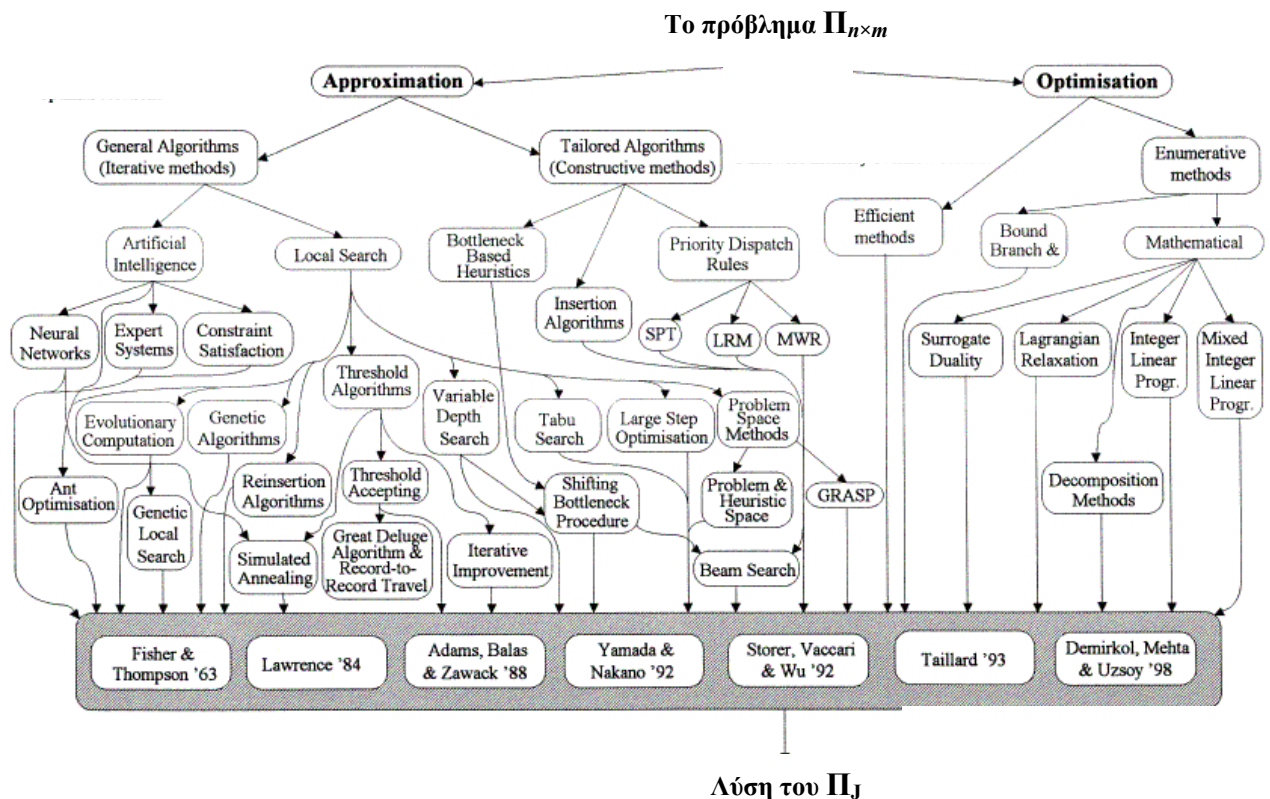 Το πρόβλημα Πn×m
Approximation
Optimisation
General Algorithms
(Iterative methods)
Tailored Algorithms
(Constructive methods)
Enumerative
methods
Efficient
methods
Bound
Branch &
Mathematical
Artificial
Intelligence
Local Search
Bottleneck
Based
Heuristics
Priority Dispatch
Rules
Insertion
Algorithms
SPT
LRM
MWR
Neural
Networks
Expert
Systems
Constraint
Satisfaction
Surrogate
Duality
Lagrangian
Relaxation
Integer
Linear
Progr.
Mixed
Integer
Linear
Progr.
Threshold
Algorithms
Evolutionary
Computation
Genetic
Algorithms
Variable
Depth
Search
Tabu
Search
Large Step
Optimisation
Problem
Space
Methods
Ant
Optimisation
Genetic
Local
Search
Reinsertion
Algorithms
Threshold
Accepting
Shifting
Bottleneck
Procedure
Problem &
Heuristic
Space
GRASP
Decomposition
Methods
Simulated
Annealing
Great Deluge
Algorithm &
Record-to-
Record Travel
Iterative
Improvement
Beam Search
Fisher &
Thompson '63
Lawrence '84
Adams, Balas
& Zawack '88
Yamada &
Nakano '92
Storer, Vaccari
& Wu '92
Taillard '93
Demirkol, Mehta
& Uzsoy '98
Λύση του ΠJ